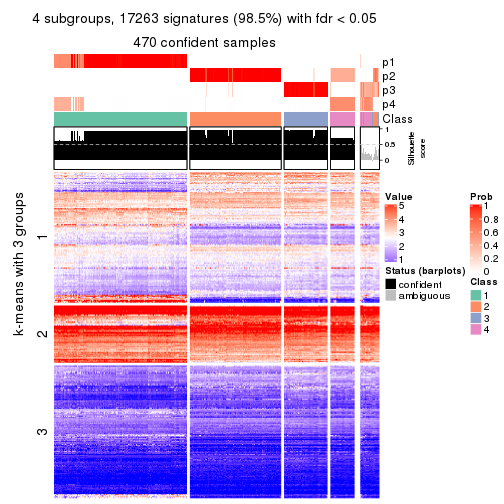 4 subgroups, 17263 signatures (98.5%) with fdr < 0.05
470 confident samples
p1
p2
p3
p4
Class
1
0.5
0
Silhouette
score
k-means with 3 groups
1
2
3
Value
5
4
3
2
1
Status (barplots)
confident
ambiguous
Prob
1
0.8
0.6
0.4
0.2
0
Class
1
2
3
4